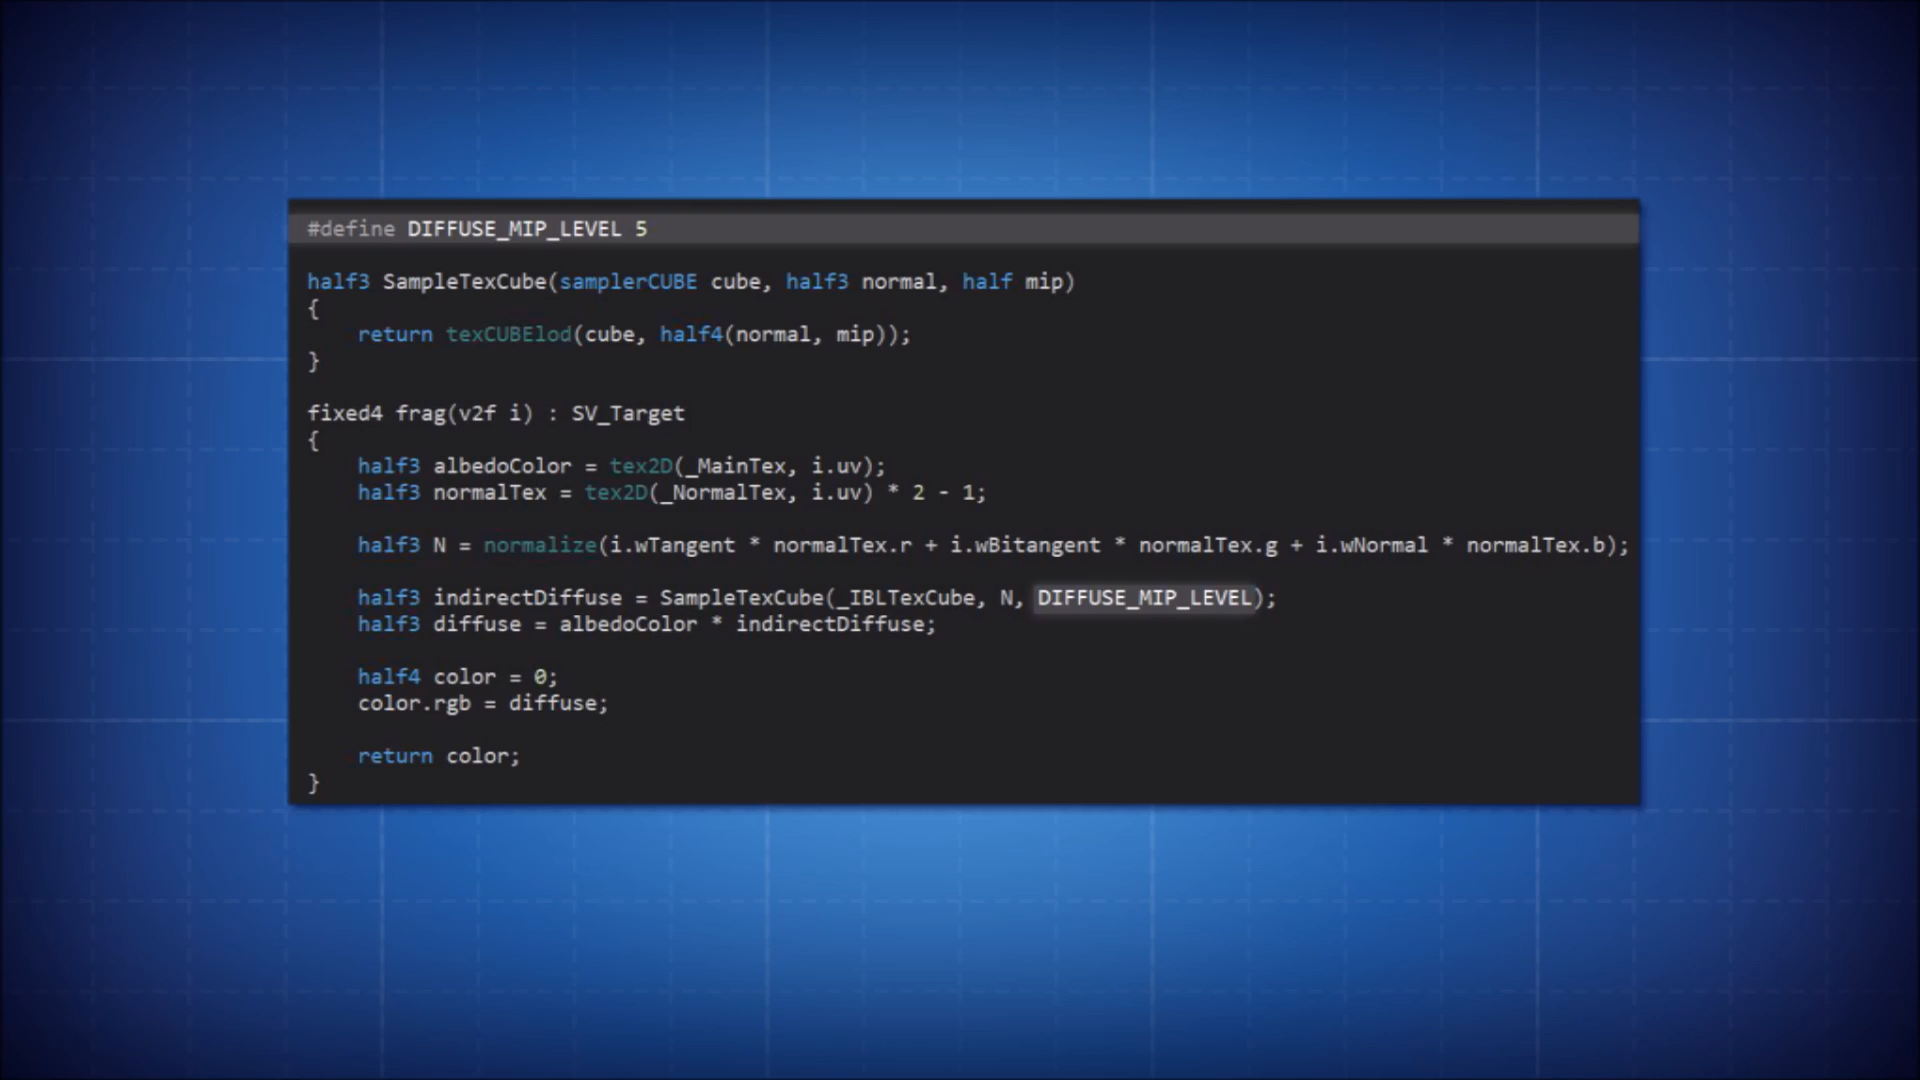 #define DIFFUSE_MIP_LEVEL 5
half3 SampleTexCube(samplerCUBE cube, half3 normal, half mip)
{
return texCUBElod(cube, half4(normal, mip));
}
fixed4 frag(v2f i) : SV_Target
{
half3 albedoColor = tex2D(_MainTex, i.uv);
half3 normalTex = tex2D(_NormalTex, i.uv) * 2 - 1;
half3 N = normalize(i.wTangent * normalTex.r + i.wBitangent * normalTex.g + i.wNormal * normalTex.b);
half3 indirectDiffuse = SampleTexCube(_IBLTexCube, N, DIFFUSE_MIP_LEVEL);
half3 diffuse = albedoColor * indirectDiffuse;
half4 color = 0;
color.rgb = diffuse;
return color;
}